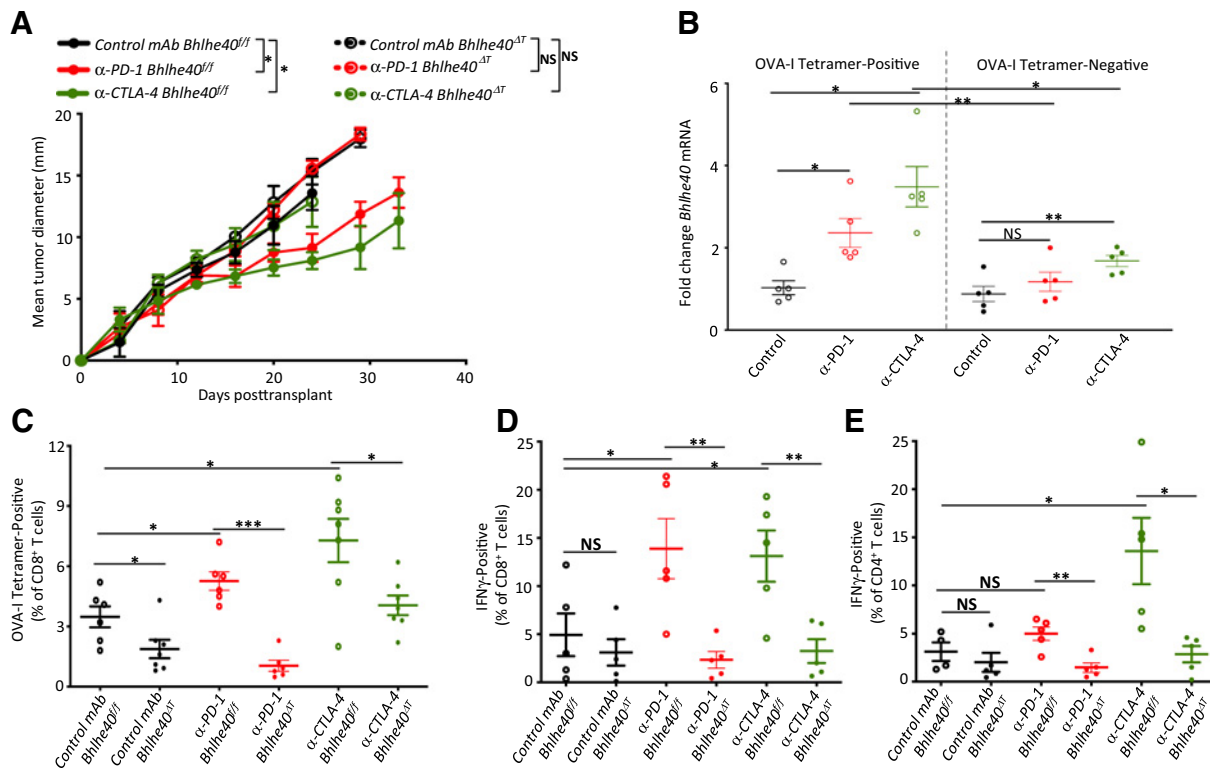 A
Control mAb Bhlhe40f/f
α-PD-1 Bhlhe40f/f
α-CTLA-4 Bhlhe40f/f
*
*
Control mAb Bhlhe40ΔT
α-PD-1 Bhlhe40ΔT
α-CTLA-4 Bhlhe40ΔT
NS
NS
Mean tumor diameter (mm)
20
15
10
5
0
0
10
20
30
40
Days posttransplant
B
OVA-I Tetramer-Positive
OVA-I Tetramer-Negative
Fold change Bhlhe40 mRNA
6
4
2
0
*
*
**
*
NS
**
Control
α-PD-1
α-CTLA-4
Control
α-PD-1
α-CTLA-4
C
OVA-I Tetramer-Positive
(% of CD8+ T cells)
12
9
6
3
0
*
*
*
***
*
Control mAb
Bhlhe40f/f
Control mAb
Bhlhe40ΔT
α-PD-1
Bhlhe40f/f
α-PD-1
Bhlhe40ΔT
α-CTLA-4
Bhlhe40f/f
α-CTLA-4
Bhlhe40ΔT
D
IFNγ-Positive
(% of CD8+ T cells)
25
20
15
10
5
0
*
**
*
**
NS
Control mAb
Bhlhe40f/f
Control mAb
Bhlhe40ΔT
α-PD-1
Bhlhe40f/f
α-PD-1
Bhlhe40ΔT
α-CTLA-4
Bhlhe40f/f
α-CTLA-4
Bhlhe40ΔT
E
IFNγ-Positive
(% of CD4+ T cells)
25
20
15
10
5
0
*
*
NS
**
NS
Control mAb
Bhlhe40f/f
Control mAb
Bhlhe40ΔT
α-PD-1
Bhlhe40f/f
α-PD-1
Bhlhe40ΔT
α-CTLA-4
Bhlhe40f/f
α-CTLA-4
Bhlhe40ΔT